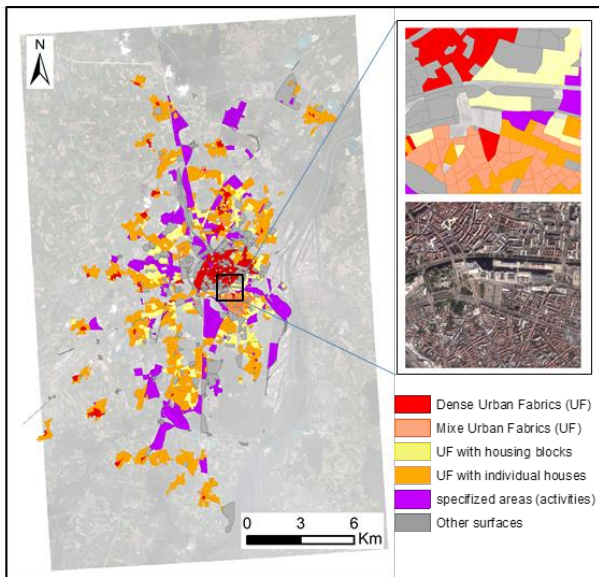 N
0 3 6
Km
Dense Urban Fabrics (UF)
Mixe Urban Fabrics (UF)
UF with housing blocks
UF with individual houses
specifized areas (activities)
Other surfaces